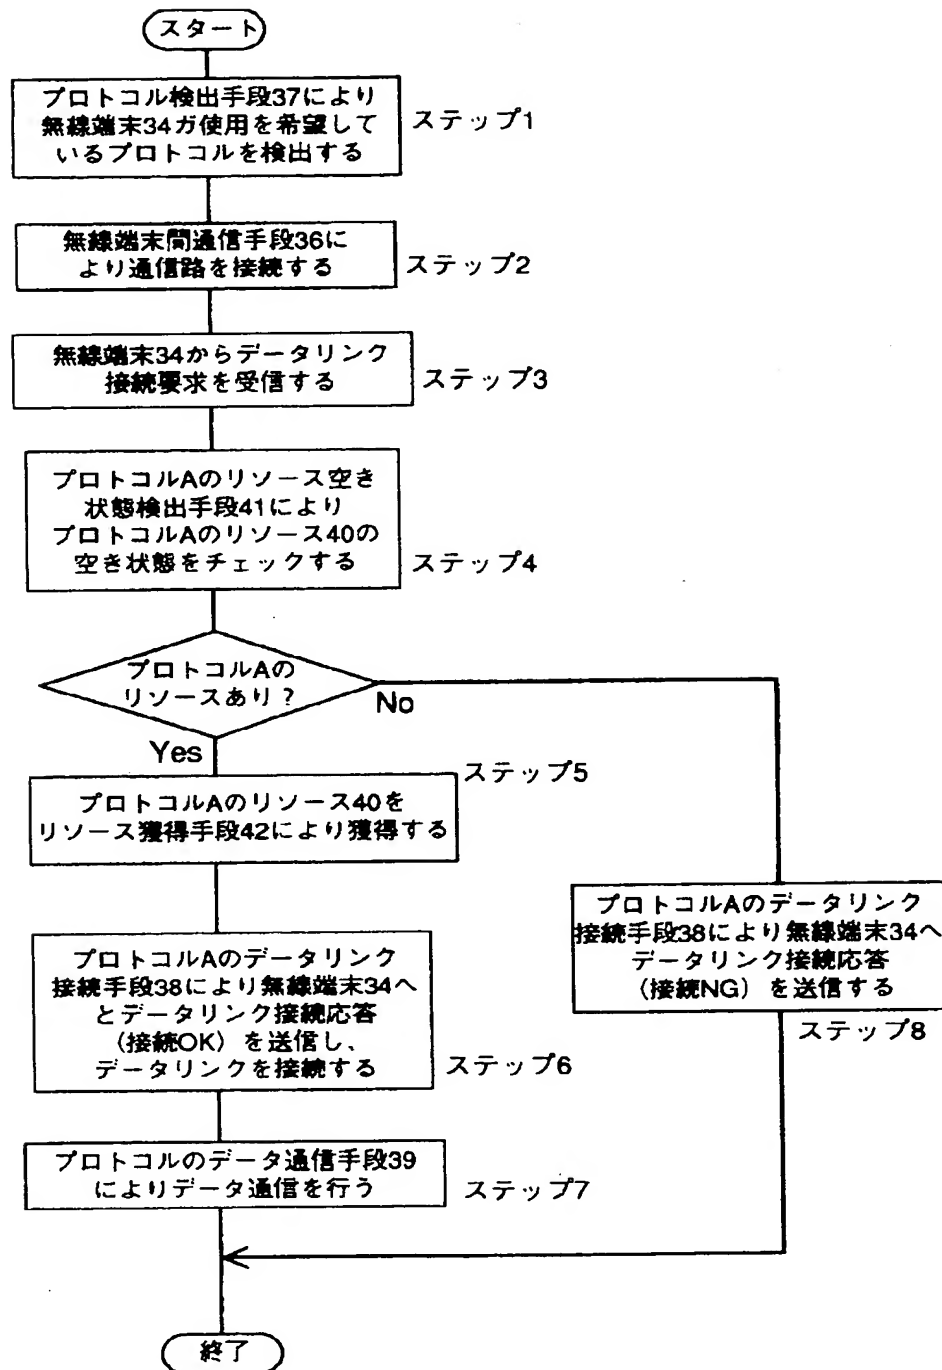 スタート
プロトコル検出手段37により
無線端末34ガ使用を希望して
いるプロトコルを検出する
ステップ1
無線端末間通信手段36に
より通信路を接続する
ステップ2
無線端末34からデータリンク
接続要求を受信する
ステップ3
プロトコルAのリソース空き
状態検出手段41により
プロトコルAのリソース40の
空き状態をチェックする
ステップ4
プロトコルAの
リソースあり?
No
Yes
ステップ5
プロトコルAのリソース40を
リソース獲得手段42により獲得する
プロトコルAのデータリンク
接続手段38により無線端末34へ
とデータリンク接続応答
(接続OK)を送信し、
データリンクを接続する
ステップ6
プロトコルAのデータリンク
接続手段38により無線端末34へ
データリンク接続応答
(接続NG)を送信する
ステップ8
プロトコルのデータ通信手段39
によりデータ通信を行う
ステップ7
終了